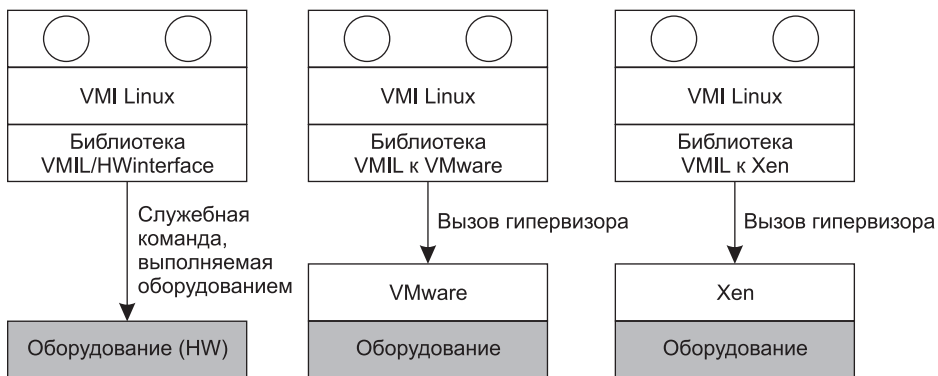 VMI Linux
Библиотека
VMIL/HWinterface
Служебная
команда,
выполняемая
оборудованием
Оборудование (HW)
VMI Linux
Библиотека
VMIL к VMware
Вызов гипервизора
VMware
Оборудование
VMI Linux
Библиотека
VMIL к Xen
Вызов гипервизора
Xen
Оборудование